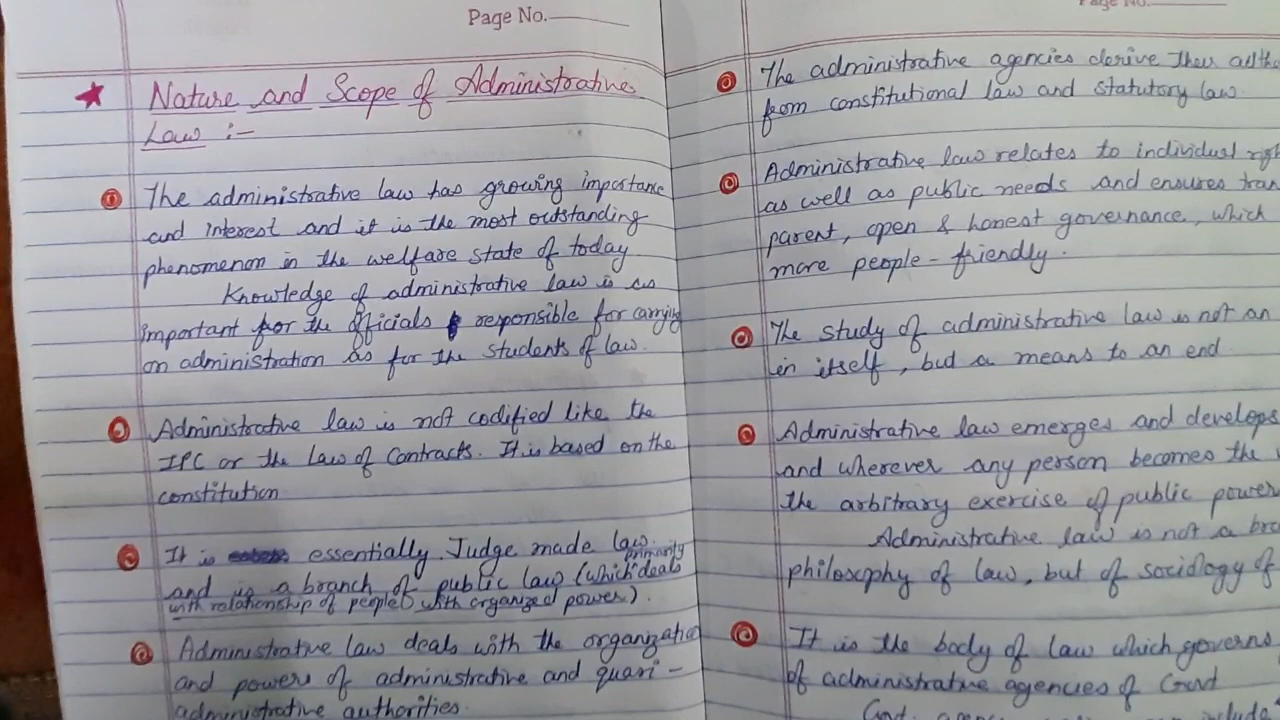 Page No.
★ Nature and Scope of Administrative
Law :-
The administrative law has growing importance
and interest and it is the most outstanding
phenomenon in the welfare state of today
Knowledge of administrative law is as
important for the officials responsible for carrying
on administration as for the students of law.
Administrative law is not codified like the
IPC or the Law of Contracts. It is based on the
constitution
It is essentially Judge made law.
and is a branch of public law (which primarily deals
with relationship of people with organized power).
Administrative law deals with the organization
and powers of administrative and quasi-
administrative authorities.
Page No.
The administrative agencies derive their autho
from constitutional law and statutory law.
Administrative law relates to individual righ
as well as public needs and ensures tran
parent, open & honest governance, which
more people-friendly.
The study of administrative law is not an
in itself, but a means to an end.
Administrative law emerges and develops
and wherever any person becomes the
the arbitrary exercise of public power
Administrative law is not a bra
philosophy of law, but of sociology of
It is the body of law which governs
of administrative agencies of Govt
Govt.